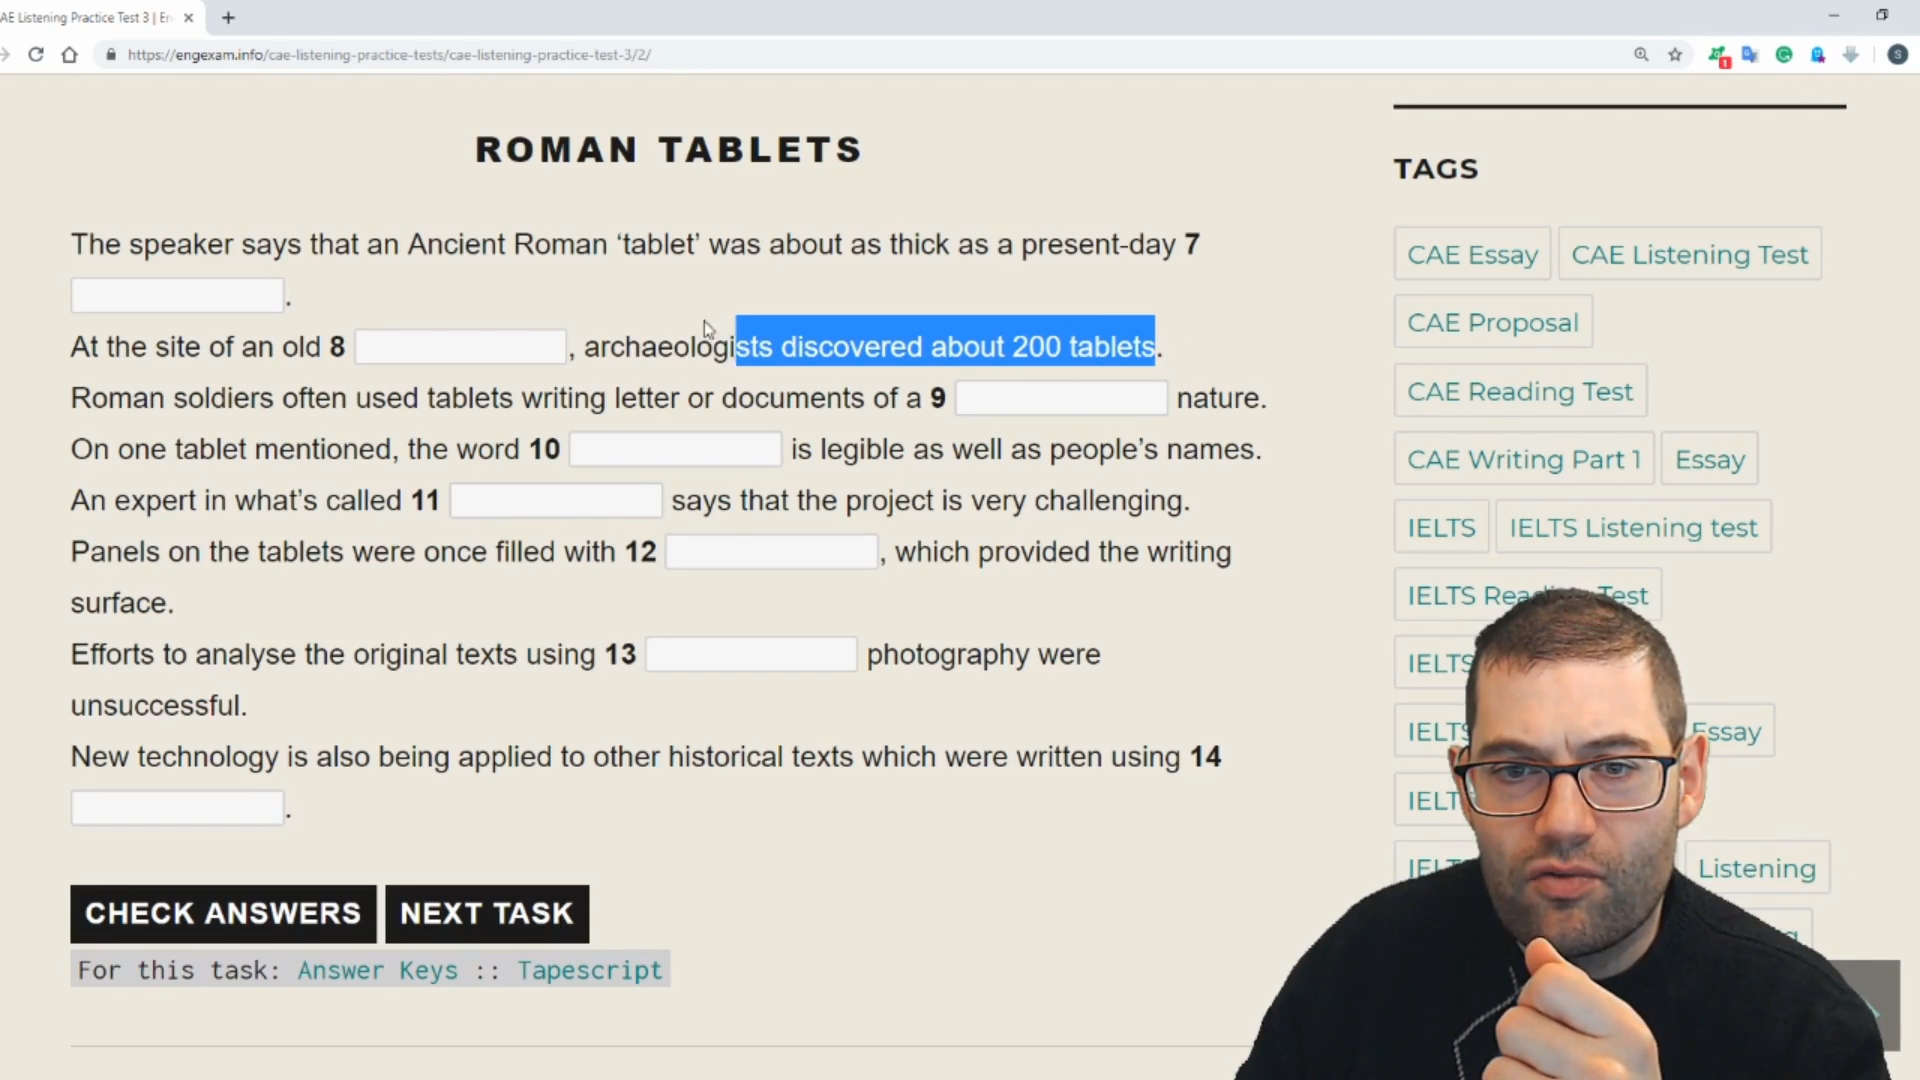 AE Listening Practice Test 3 | En
https://engexam.info/cae-listening-practice-tests/cae-listening-practice-test-3/2/
1
S
ROMAN TABLETS
The speaker says that an Ancient Roman ‘tablet’ was about as thick as a present-day 7
.
At the site of an old 8 , archaeologists discovered about 200 tablets.
Roman soldiers often used tablets writing letter or documents of a 9 nature.
On one tablet mentioned, the word 10 is legible as well as people’s names.
An expert in what’s called 11 says that the project is very challenging.
Panels on the tablets were once filled with 12 , which provided the writing
surface.
Efforts to analyse the original texts using 13 photography were
unsuccessful.
New technology is also being applied to other historical texts which were written using 14
.
CHECK ANSWERS NEXT TASK
For this task: Answer Keys :: Tapescript
TAGS
CAE Essay CAE Listening Test
CAE Proposal
CAE Reading Test
CAE Writing Part 1 Essay
IELTS IELTS Listening test
IELTS Test
IELTS
IELTS Essay
IELT
IELT Listening